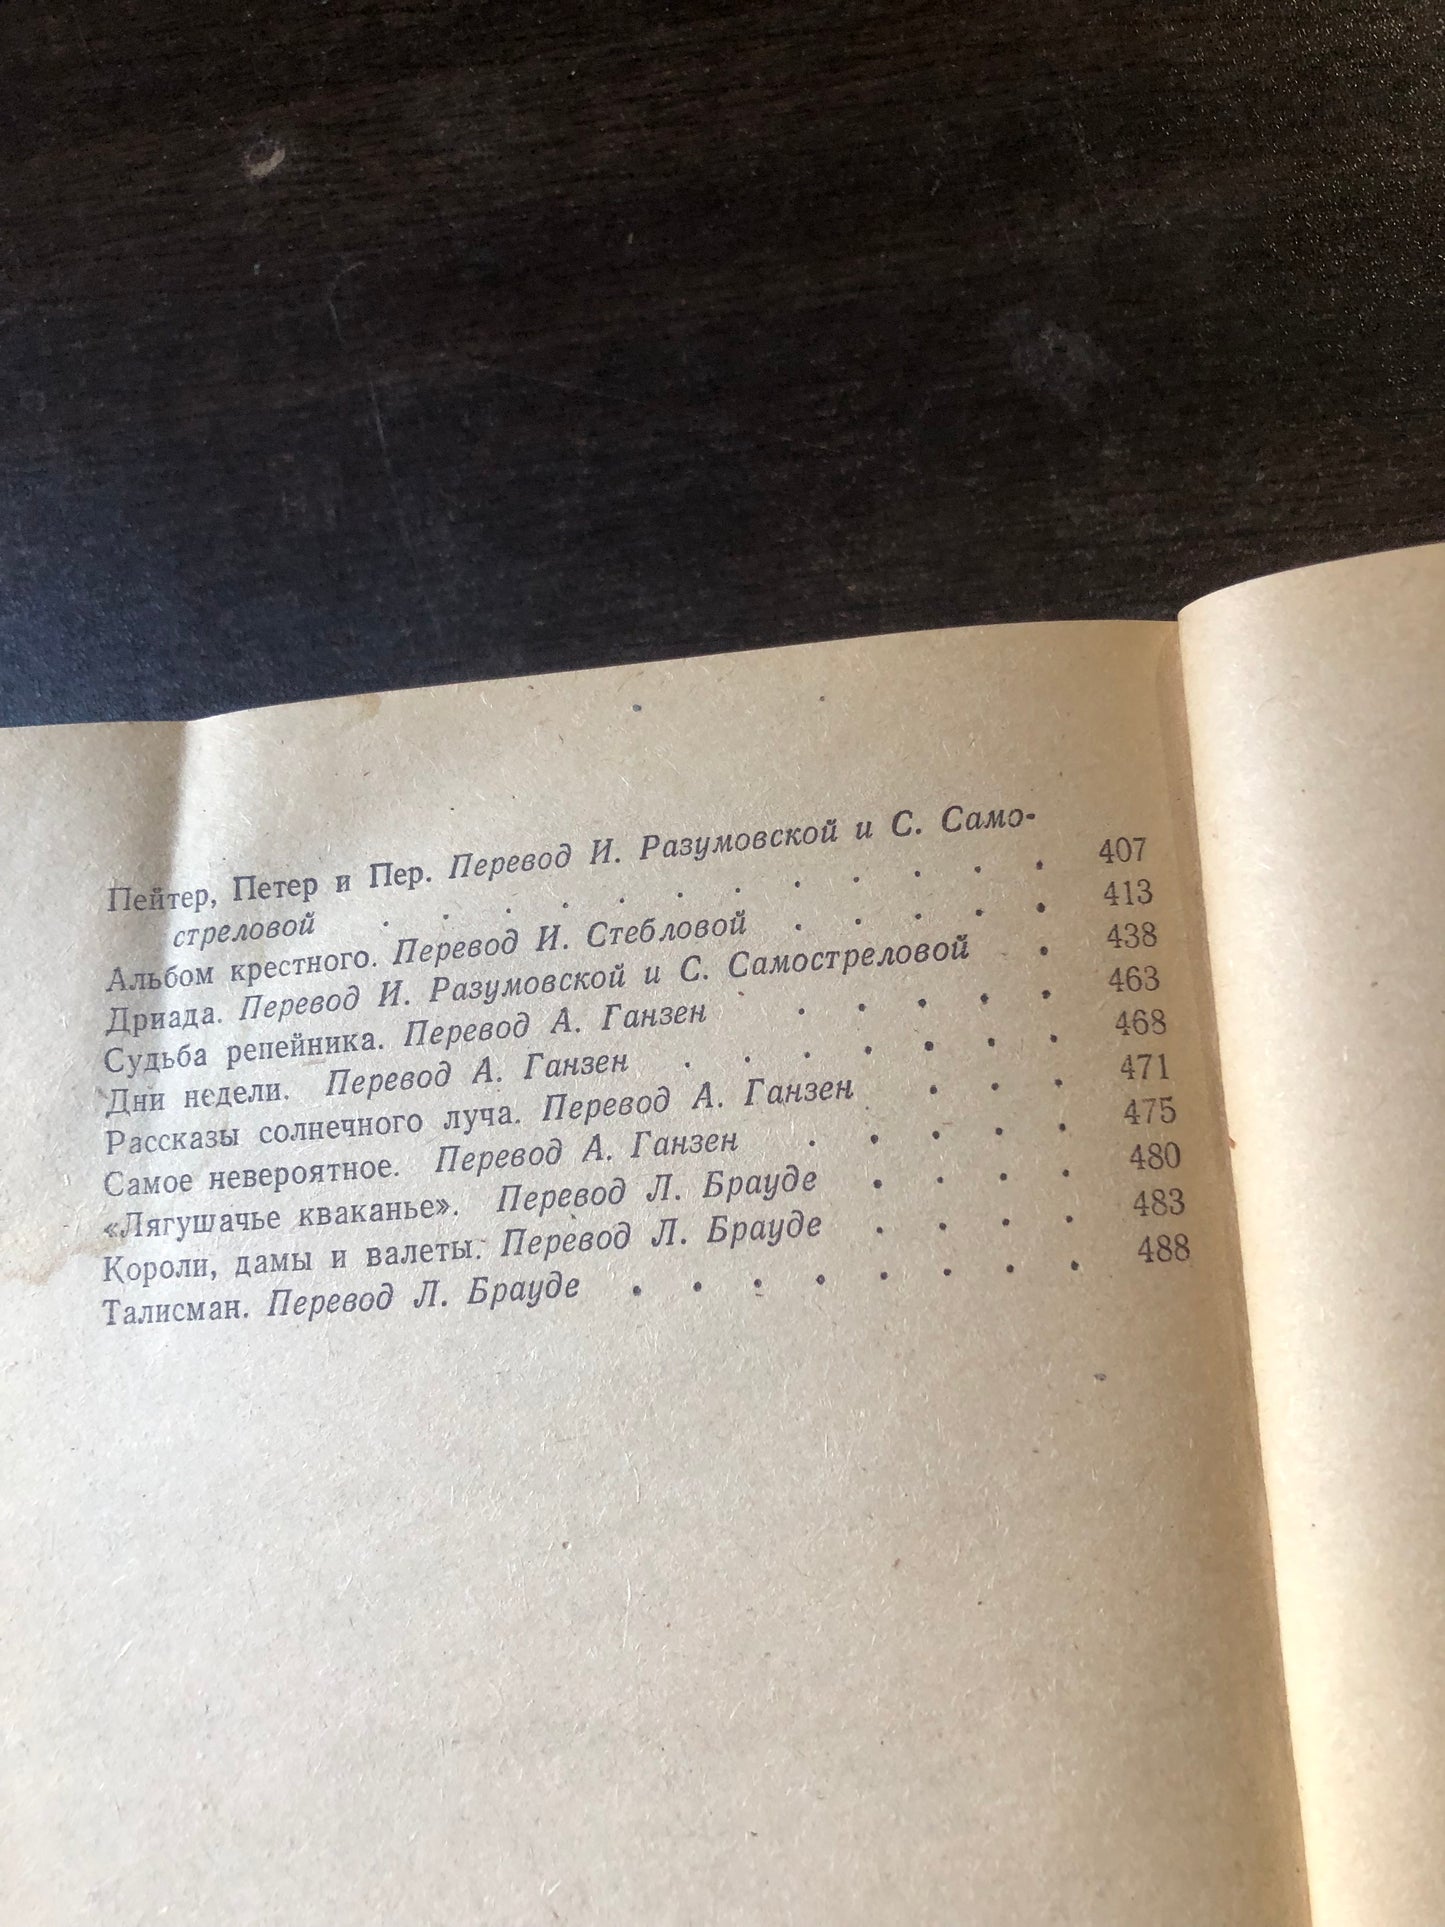 Пейтер, Петер и Пер. Перевод И. Разумовской и С. Само-
стреловой . . . . . . . . . . . . 407
Альбом крестного. Перевод И. Стебловой . . . . . 413
Дриада. Перевод И. Разумовской и С. Самостреловой . 438
Судьба репейника. Перевод А. Ганзен . . . . . 463
Дни недели. Перевод А. Ганзен . . . . . . . 468
Рассказы солнечного луча. Перевод А. Ганзен . . . 471
Самое невероятное. Перевод А. Ганзен . . . . . 475
«Лягушачье кваканье». Перевод Л. Брауде . . . . 480
Короли, дамы и валеты. Перевод Л. Брауде . . . . 483
Талисман. Перевод Л. Брауде . . . . . . . . 488